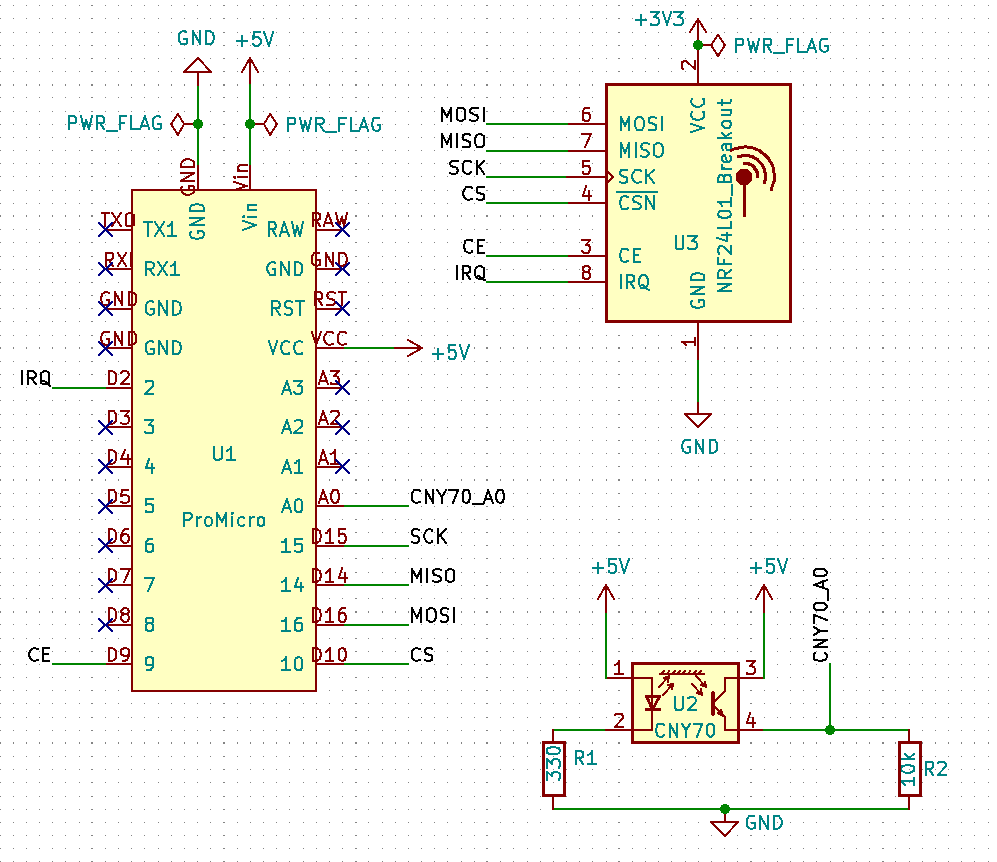 GND
+5V
PWR_FLAG
PWR_FLAG
GND
Vin
GND
Vin
TXO
TX1
RAW
RAW
RXI
RX1
GND
GND
GND
GND
RST
RST
GND
GND
VCC
VCC
+5V
IRQ
D2
2
A3
A3
D3
3
A2
A2
D4
4
A1
A1
U1
D5
5
A0
A0
CNY70_A0
ProMicro
D6
6
15
D15
SCK
D7
7
14
D14
MISO
D8
8
16
D16
MOSI
CE
D9
9
10
D10
CS
+3V3
PWR_FLAG
2
VCC
MOSI
6
MOSI
MISO
7
MISO
SCK
5
SCK
CS
4
CSN
CE
3
CE
IRQ
8
IRQ
U3
NRF24L01_Breakout
GND
1
GND
+5V
+5V
CNY70_A0
1
3
U2
2
4
CNY70
330
R1
10k
R2
GND